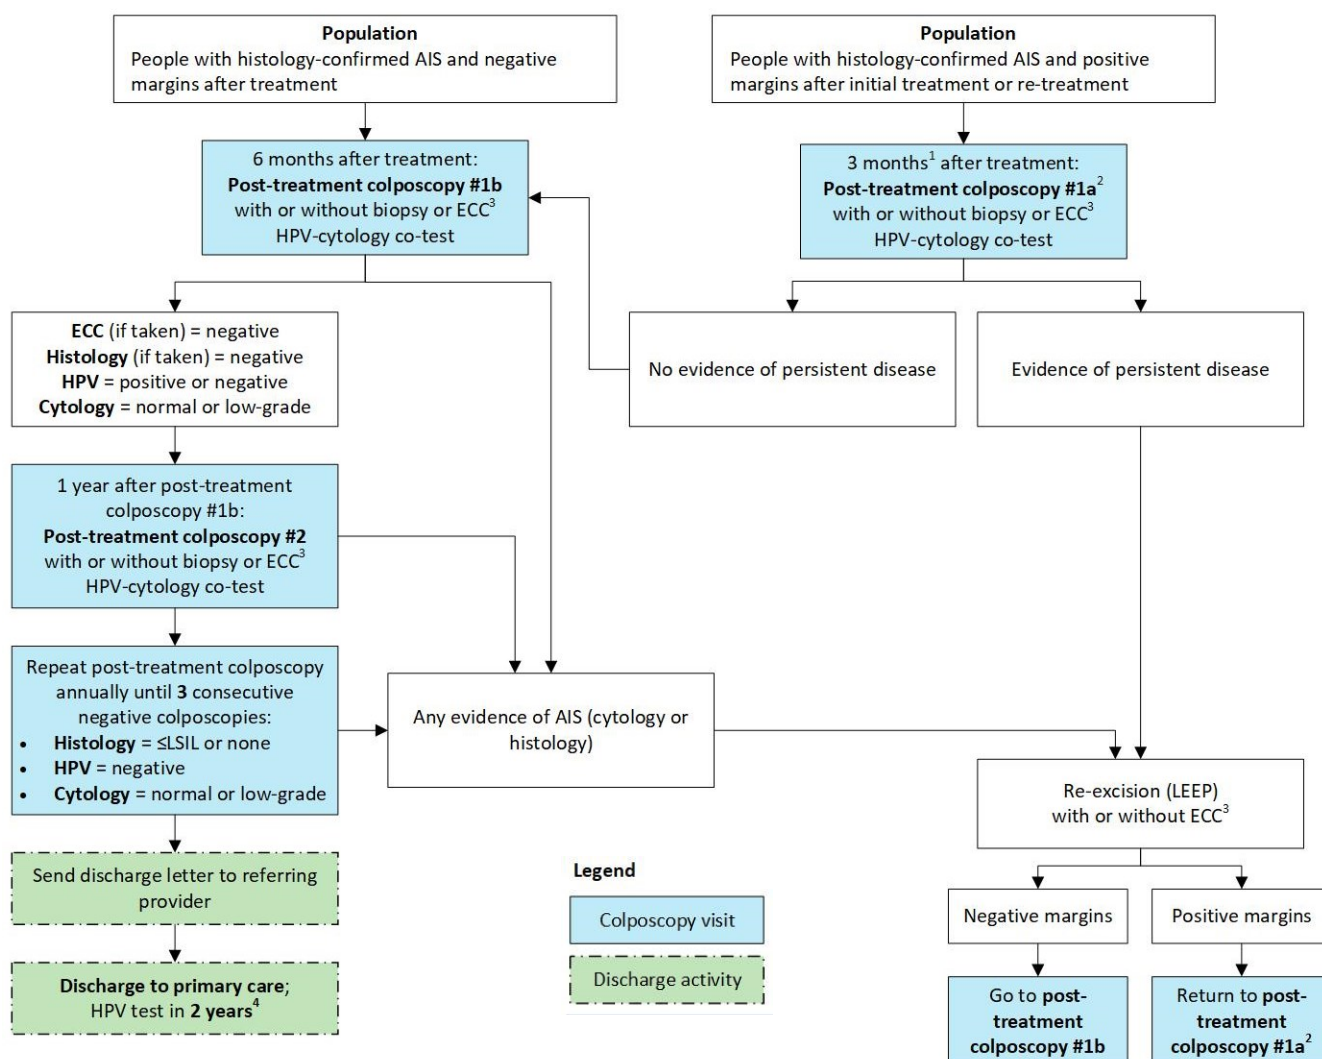 Population
People with histology-confirmed AIS and negative
margins after treatment
Population
People with histology-confirmed AIS and positive
margins after initial treatment or re-treatment
6 months after treatment:
Post-treatment colposcopy #1b
with or without biopsy or ECC³
HPV-cytology co-test
3 months¹ after treatment:
Post-treatment colposcopy #1a²
with or without biopsy or ECC³
HPV-cytology co-test
ECC (if taken) = negative
Histology (if taken) = negative
HPV = positive or negative
Cytology = normal or low-grade
No evidence of persistent disease
Evidence of persistent disease
1 year after post-treatment
colposcopy #1b:
Post-treatment colposcopy #2
with or without biopsy or ECC³
HPV-cytology co-test
Repeat post-treatment colposcopy
annually until 3 consecutive
negative colposcopies:
• Histology = ≤LSIL or none
• HPV = negative
• Cytology = normal or low-grade
Any evidence of AIS (cytology or
histology)
Re-excision (LEEP)
with or without ECC³
Send discharge letter to referring
provider
Discharge to primary care;
HPV test in 2 years⁴
Legend
Colposcopy visit
Discharge activity
Negative margins
Positive margins
Go to post-
treatment
colposcopy #1b
Return to post-
treatment
colposcopy #1a²